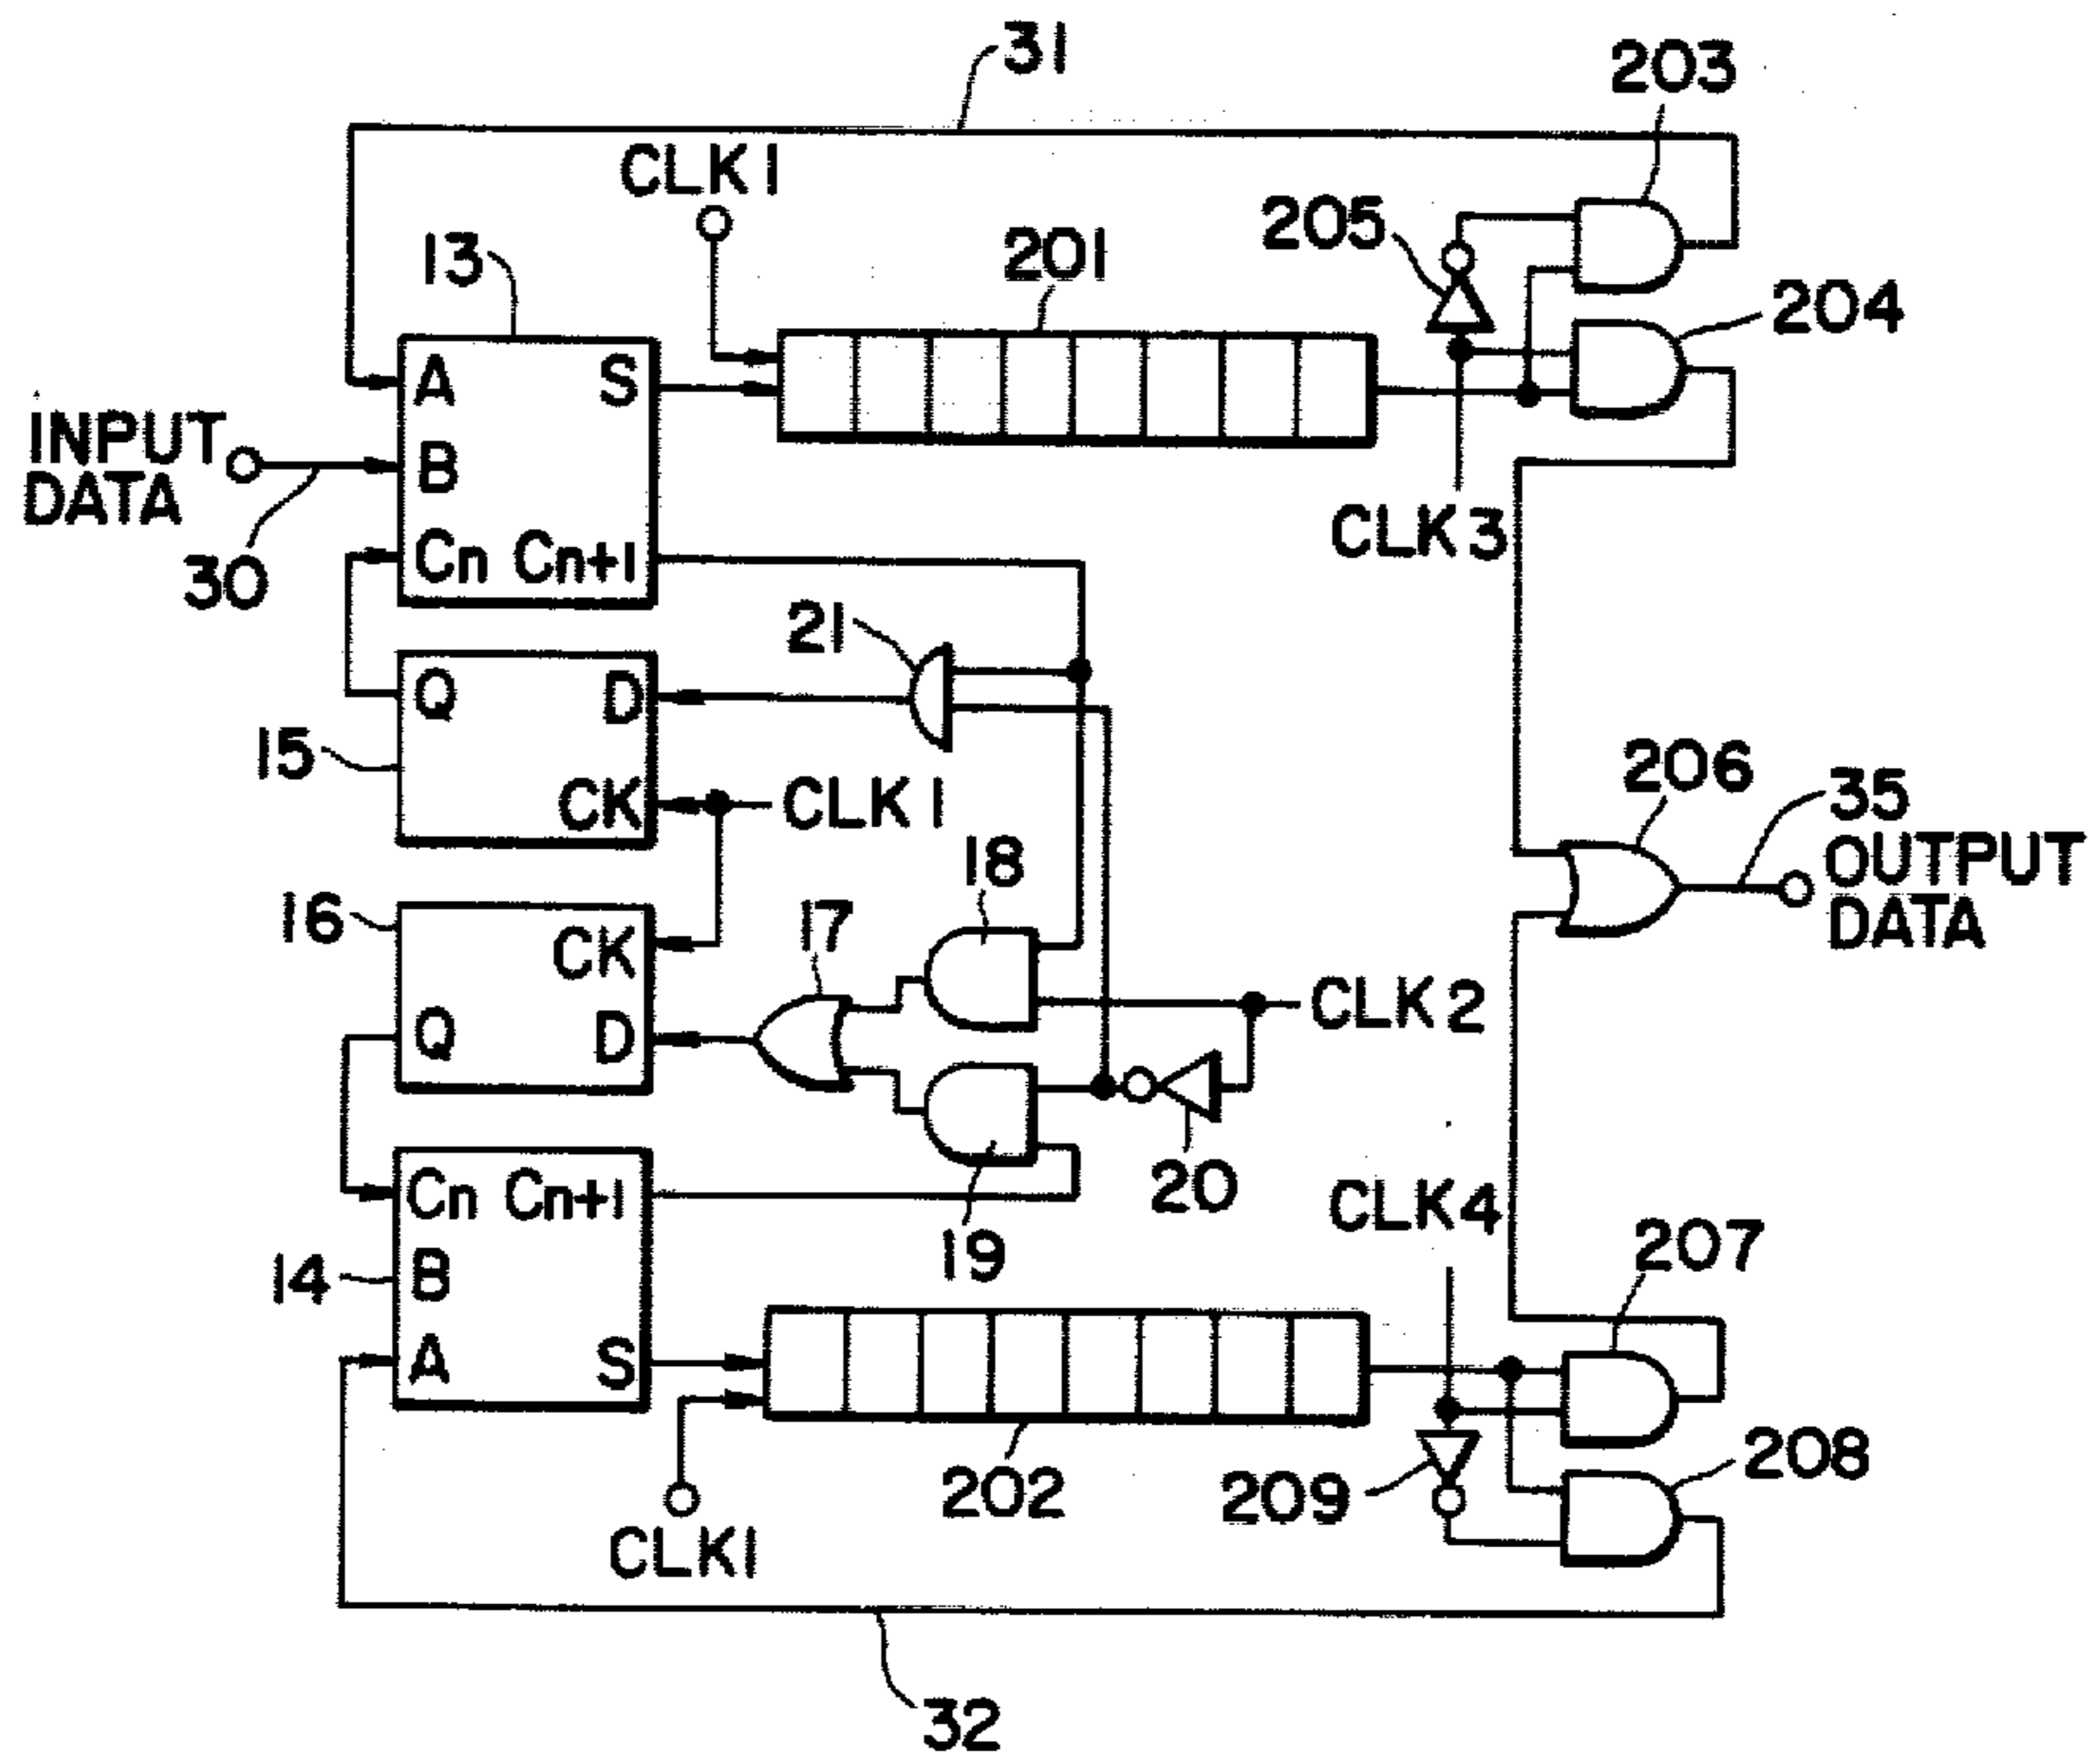 31
203
CLK1
205
201
204
13
A
S
INPUT
DATA
B
30
Cn
Cn+1
CLK3
21
Q
D
15
CK
CLK1
206
35
OUTPUT
DATA
18
16
17
CK
CLK2
Q
D
20
CLK4
207
Cn
Cn+1
19
14
B
A
S
208
202
209
CLK1
32